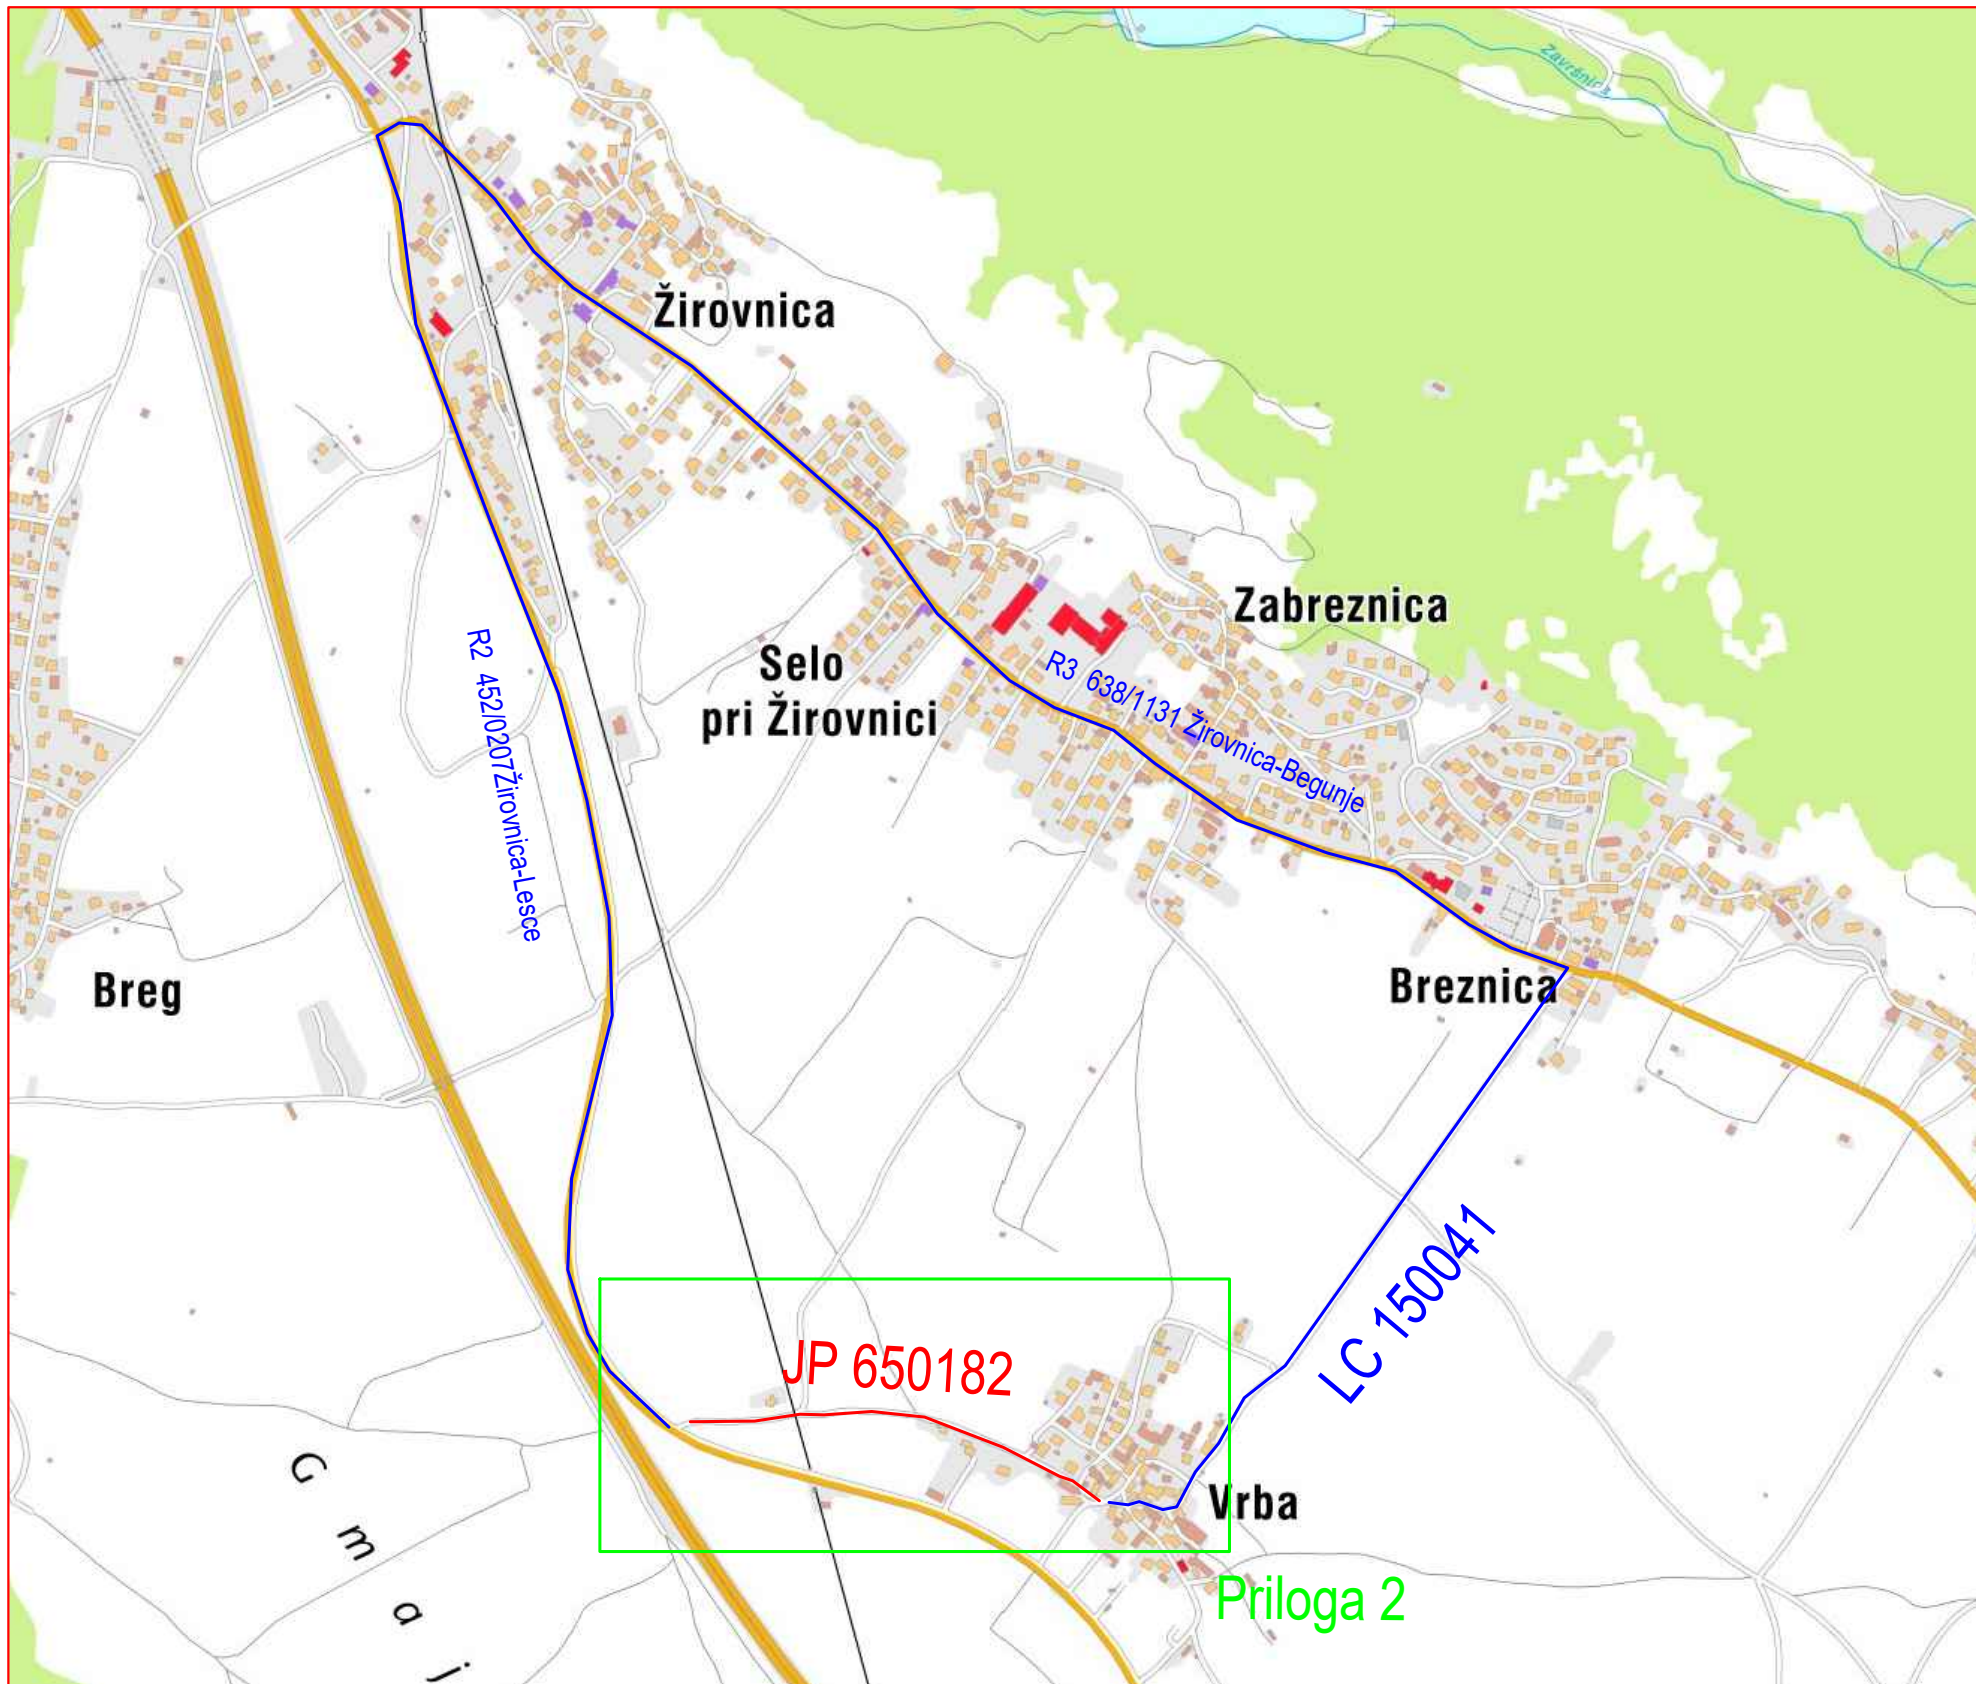 Završnica
Žirovnica
Zabreznica
Selo
pri Žirovnici
R3 638/1131 Žirovnica-Begunje
R2 452/0207Žirovnica-Lesce
Breg
Breznica
LC 150041
JP 650182
Vrba
Priloga 2
G m a j